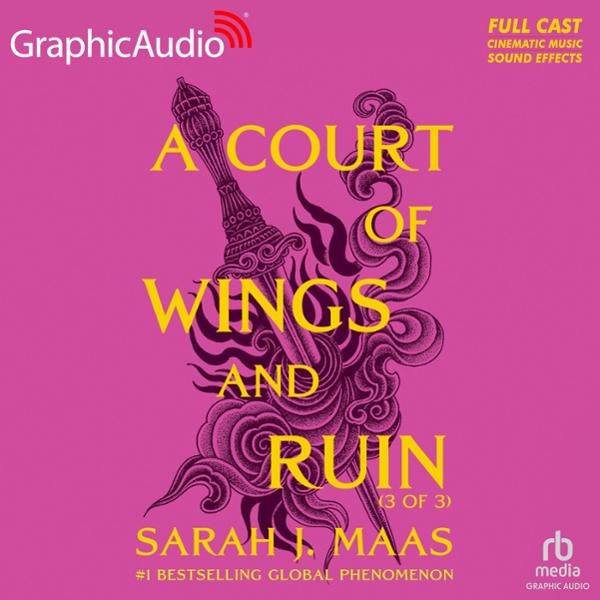 GraphicAudio®
FULL CAST
CINEMATIC MUSIC
SOUND EFFECTS
A COURT
OF
WINGS
AND
RUIN
(3 OF 3)
SARAH J. MAAS
#1 BESTSELLING GLOBAL PHENOMENON
rb
media
GRAPHIC AUDIO